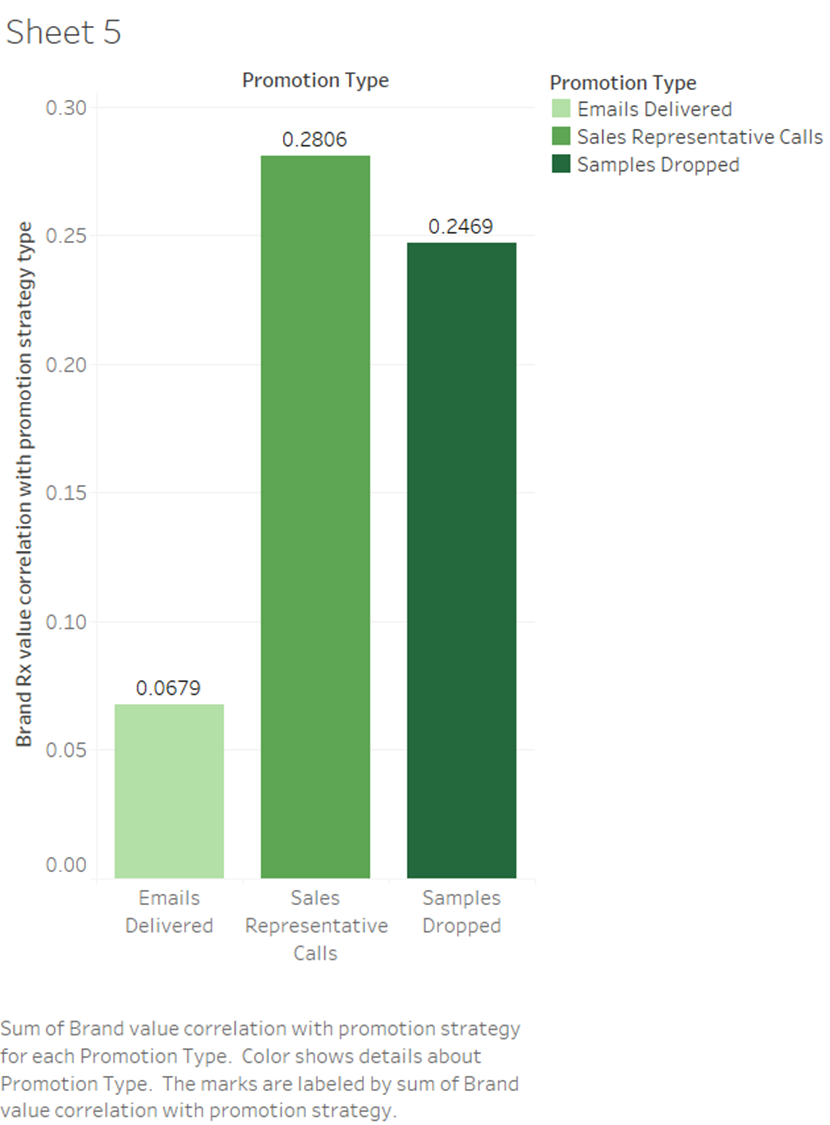 Sheet 5
Promotion Type
Promotion Type
Emails Delivered
Sales Representative Calls
Samples Dropped
Brand Rx value correlation with promotion strategy type
0.30
0.25
0.20
0.15
0.10
0.05
0.00
0.0679
0.2806
0.2469
Emails
Delivered
Sales
Representative
Calls
Samples
Dropped
Sum of Brand value correlation with promotion strategy
for each Promotion Type.  Color shows details about
Promotion Type.  The marks are labeled by sum of Brand
value correlation with promotion strategy.